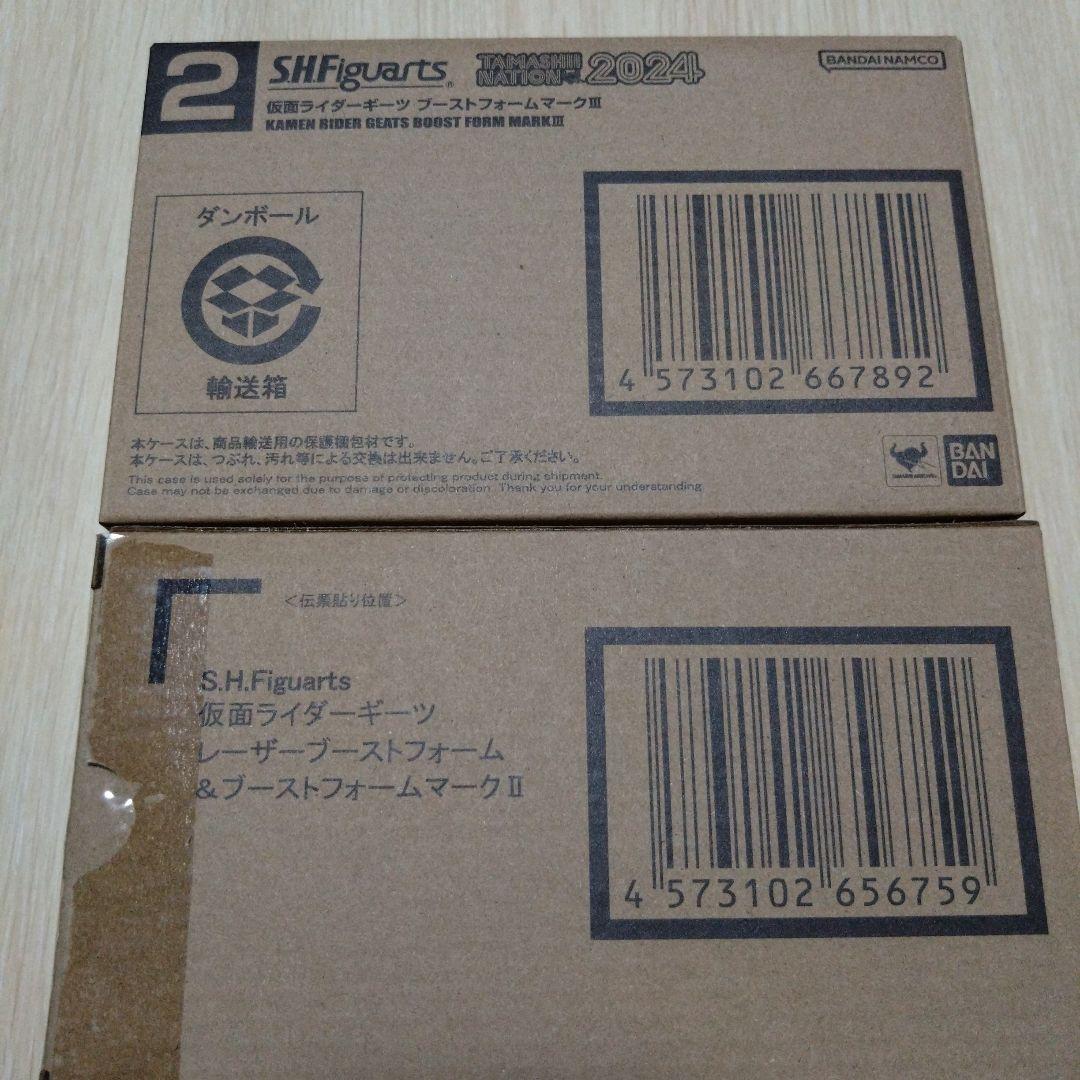 2
S.H.Figuarts
TAMASHII NATION 2024
BANDAI NAMCO
仮面ライダーギーツ ブーストフォームマークⅢ
KAMEN RIDER GEATS BOOST FORM MARKⅢ
ダンボール
輸送箱
4 573102 667892
本ケースは、商品輸送用の保護梱包材です。
本ケースは、つぶれ、汚れ等による交換は出来ません。ご了承ください。
This case is used solely for the purpose of protecting product during shipment.
Case may not be exchanged due to damage or discoloration. Thank you for your understanding
BAN
DAI
＜伝票貼り位置＞
S.H.Figuarts
仮面ライダーギーツ
レーザーブーストフォーム
&ブーストフォームマークⅡ
4 573102 656759